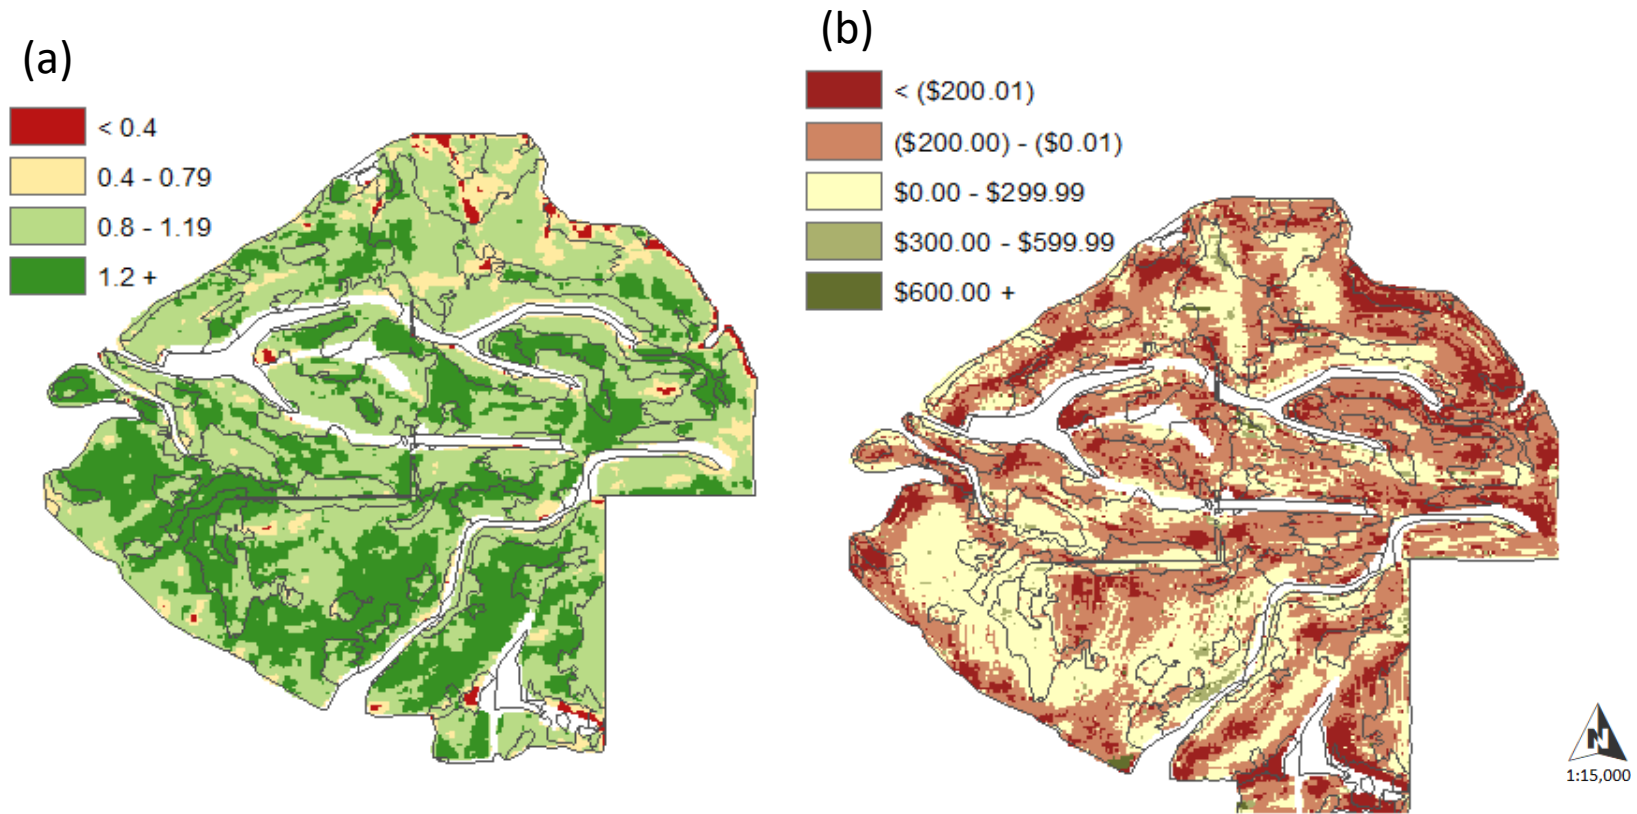 (a)
< 0.4
0.4 - 0.79
0.8 - 1.19
1.2 +
(b)
< ($200.01)
($200.00) - ($0.01)
$0.00 - $299.99
$300.00 - $599.99
$600.00 +
N
1:15,000